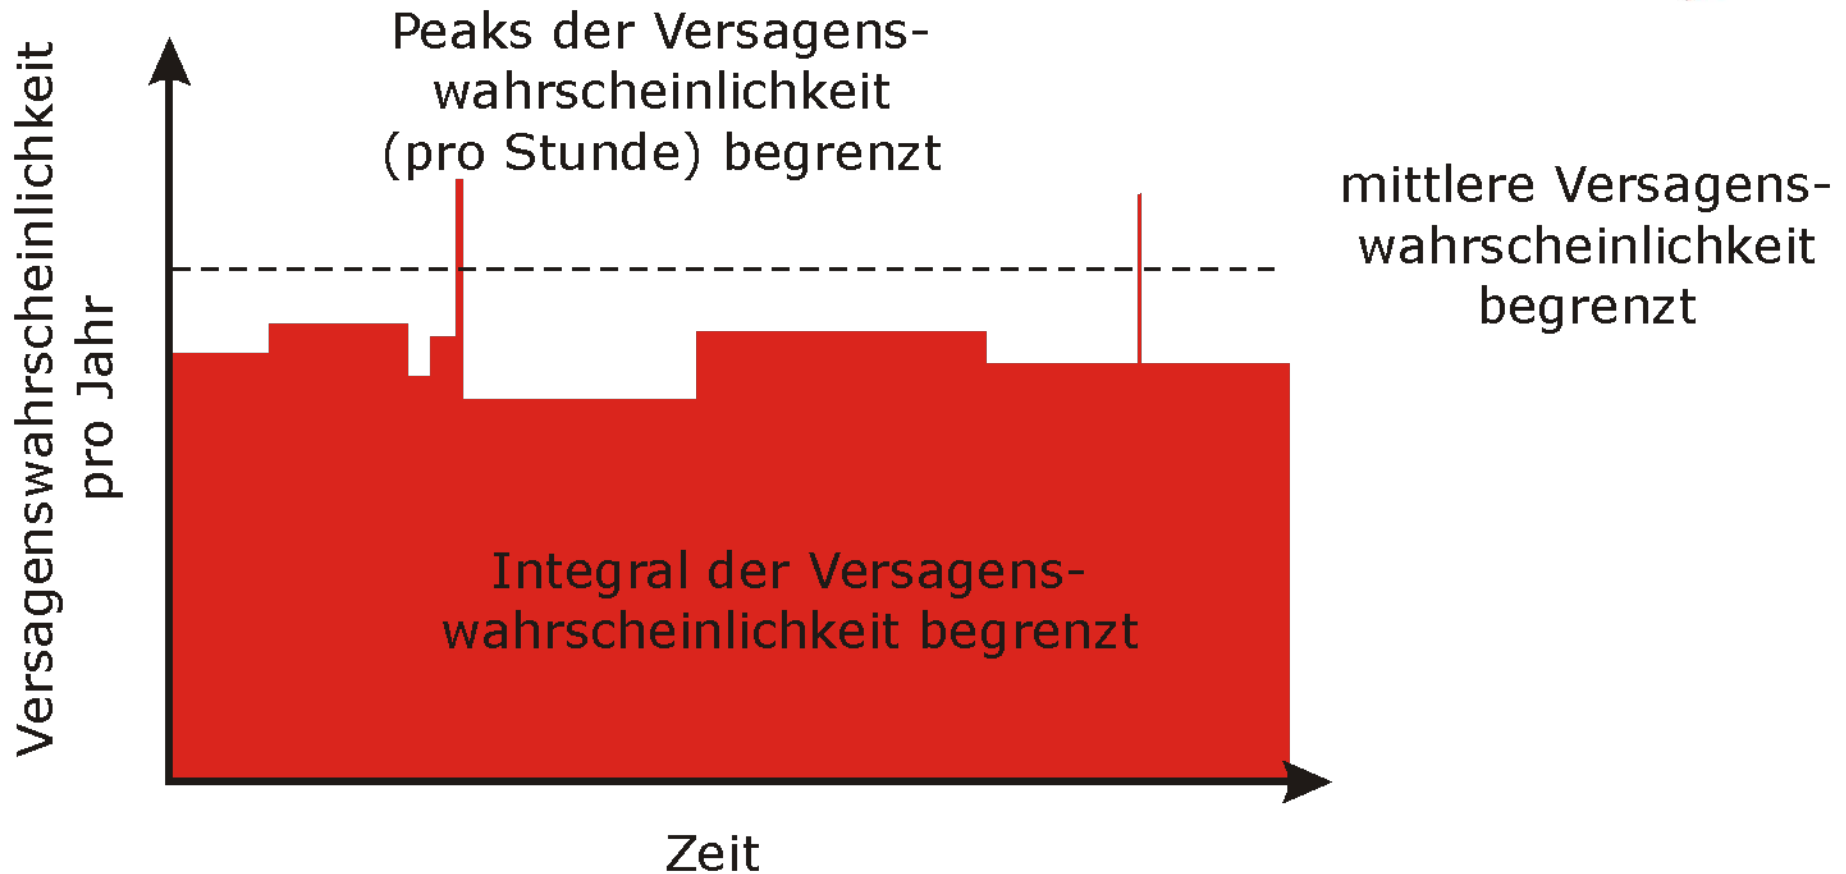 Peaks der Versagens-
wahrscheinlichkeit
(pro Stunde) begrenzt
mittlere Versagens-
wahrscheinlichkeit
begrenzt
Versagenswahrscheinlichkeit
pro Jahr
Integral der Versagens-
wahrscheinlichkeit begrenzt
Zeit